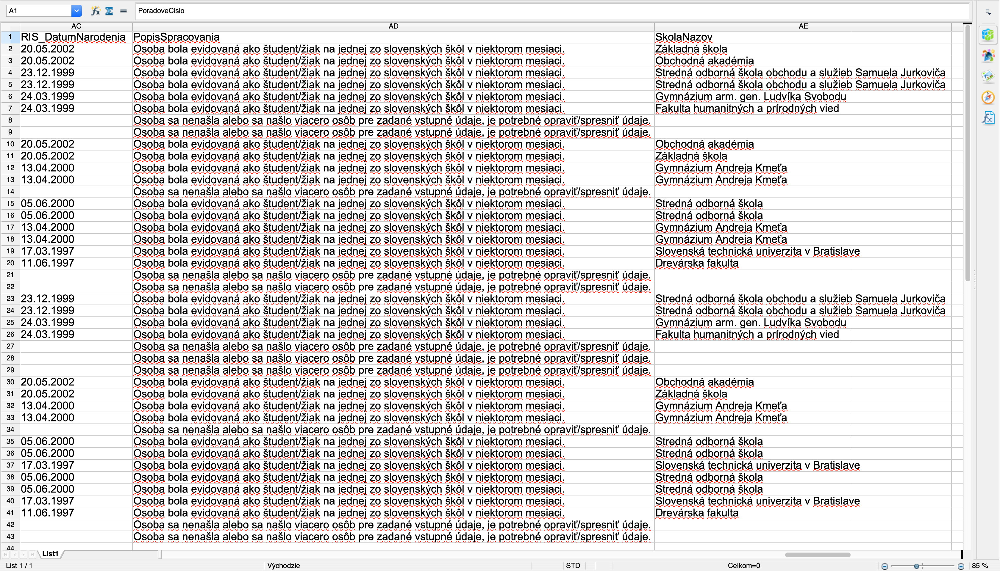 A1 fx Σ = PoradoveCislo
AC AD AE
1 RIS_DatumNarodenia PopisSpracovania SkolaNazov
2 20.05.2002 Osoba bola evidovaná ako študent/žiak na jednej zo slovenských škôl v niektorom mesiaci. Základná škola
3 20.05.2002 Osoba bola evidovaná ako študent/žiak na jednej zo slovenských škôl v niektorom mesiaci. Obchodná akadémia
4 23.12.1999 Osoba bola evidovaná ako študent/žiak na jednej zo slovenských škôl v niektorom mesiaci. Stredná odborná škola obchodu a služieb Samuela Jurkoviča
5 23.12.1999 Osoba bola evidovaná ako študent/žiak na jednej zo slovenských škôl v niektorom mesiaci. Stredná odborná škola obchodu a služieb Samuela Jurkoviča
6 24.03.1999 Osoba bola evidovaná ako študent/žiak na jednej zo slovenských škôl v niektorom mesiaci. Gymnázium arm. gen. Ludvíka Svobodu
7 24.03.1999 Osoba bola evidovaná ako študent/žiak na jednej zo slovenských škôl v niektorom mesiaci. Fakulta humanitných a prírodných vied
8 Osoba sa nenašla alebo sa našlo viacero osôb pre zadané vstupné údaje, je potrebné opraviť/spresniť údaje.
9 Osoba sa nenašla alebo sa našlo viacero osôb pre zadané vstupné údaje, je potrebné opraviť/spresniť údaje.
10 20.05.2002 Osoba bola evidovaná ako študent/žiak na jednej zo slovenských škôl v niektorom mesiaci. Obchodná akadémia
11 20.05.2002 Osoba bola evidovaná ako študent/žiak na jednej zo slovenských škôl v niektorom mesiaci. Základná škola
12 13.04.2000 Osoba bola evidovaná ako študent/žiak na jednej zo slovenských škôl v niektorom mesiaci. Gymnázium Andreja Kmeťa
13 13.04.2000 Osoba bola evidovaná ako študent/žiak na jednej zo slovenských škôl v niektorom mesiaci. Gymnázium Andreja Kmeťa
14 Osoba sa nenašla alebo sa našlo viacero osôb pre zadané vstupné údaje, je potrebné opraviť/spresniť údaje.
15 05.06.2000 Osoba bola evidovaná ako študent/žiak na jednej zo slovenských škôl v niektorom mesiaci. Stredná odborná škola
16 05.06.2000 Osoba bola evidovaná ako študent/žiak na jednej zo slovenských škôl v niektorom mesiaci. Stredná odborná škola
17 13.04.2000 Osoba bola evidovaná ako študent/žiak na jednej zo slovenských škôl v niektorom mesiaci. Gymnázium Andreja Kmeťa
18 13.04.2000 Osoba bola evidovaná ako študent/žiak na jednej zo slovenských škôl v niektorom mesiaci. Gymnázium Andreja Kmeťa
19 17.03.1997 Osoba bola evidovaná ako študent/žiak na jednej zo slovenských škôl v niektorom mesiaci. Slovenská technická univerzita v Bratislave
20 11.06.1997 Osoba bola evidovaná ako študent/žiak na jednej zo slovenských škôl v niektorom mesiaci. Drevárska fakulta
21 Osoba sa nenašla alebo sa našlo viacero osôb pre zadané vstupné údaje, je potrebné opraviť/spresniť údaje.
22 Osoba sa nenašla alebo sa našlo viacero osôb pre zadané vstupné údaje, je potrebné opraviť/spresniť údaje.
23 23.12.1999 Osoba bola evidovaná ako študent/žiak na jednej zo slovenských škôl v niektorom mesiaci. Stredná odborná škola obchodu a služieb Samuela Jurkoviča
24 23.12.1999 Osoba bola evidovaná ako študent/žiak na jednej zo slovenských škôl v niektorom mesiaci. Stredná odborná škola obchodu a služieb Samuela Jurkoviča
25 24.03.1999 Osoba bola evidovaná ako študent/žiak na jednej zo slovenských škôl v niektorom mesiaci. Gymnázium arm. gen. Ludvíka Svobodu
26 24.03.1999 Osoba bola evidovaná ako študent/žiak na jednej zo slovenských škôl v niektorom mesiaci. Fakulta humanitných a prírodných vied
27 Osoba sa nenašla alebo sa našlo viacero osôb pre zadané vstupné údaje, je potrebné opraviť/spresniť údaje.
28 Osoba sa nenašla alebo sa našlo viacero osôb pre zadané vstupné údaje, je potrebné opraviť/spresniť údaje.
29 Osoba sa nenašla alebo sa našlo viacero osôb pre zadané vstupné údaje, je potrebné opraviť/spresniť údaje.
30 20.05.2002 Osoba bola evidovaná ako študent/žiak na jednej zo slovenských škôl v niektorom mesiaci. Obchodná akadémia
31 20.05.2002 Osoba bola evidovaná ako študent/žiak na jednej zo slovenských škôl v niektorom mesiaci. Základná škola
32 13.04.2000 Osoba bola evidovaná ako študent/žiak na jednej zo slovenských škôl v niektorom mesiaci. Gymnázium Andreja Kmeťa
33 13.04.2000 Osoba bola evidovaná ako študent/žiak na jednej zo slovenských škôl v niektorom mesiaci. Gymnázium Andreja Kmeťa
34 Osoba sa nenašla alebo sa našlo viacero osôb pre zadané vstupné údaje, je potrebné opraviť/spresniť údaje.
35 05.06.2000 Osoba bola evidovaná ako študent/žiak na jednej zo slovenských škôl v niektorom mesiaci. Stredná odborná škola
36 05.06.2000 Osoba bola evidovaná ako študent/žiak na jednej zo slovenských škôl v niektorom mesiaci. Stredná odborná škola
37 17.03.1997 Osoba bola evidovaná ako študent/žiak na jednej zo slovenských škôl v niektorom mesiaci. Slovenská technická univerzita v Bratislave
38 05.06.2000 Osoba bola evidovaná ako študent/žiak na jednej zo slovenských škôl v niektorom mesiaci. Stredná odborná škola
39 05.06.2000 Osoba bola evidovaná ako študent/žiak na jednej zo slovenských škôl v niektorom mesiaci. Stredná odborná škola
40 17.03.1997 Osoba bola evidovaná ako študent/žiak na jednej zo slovenských škôl v niektorom mesiaci. Slovenská technická univerzita v Bratislave
41 11.06.1997 Osoba bola evidovaná ako študent/žiak na jednej zo slovenských škôl v niektorom mesiaci. Drevárska fakulta
42 Osoba sa nenašla alebo sa našlo viacero osôb pre zadané vstupné údaje, je potrebné opraviť/spresniť údaje.
43 Osoba sa nenašla alebo sa našlo viacero osôb pre zadané vstupné údaje, je potrebné opraviť/spresniť údaje.
44
List1
List 1 / 1 Východzie STD Celkom=0 85 %